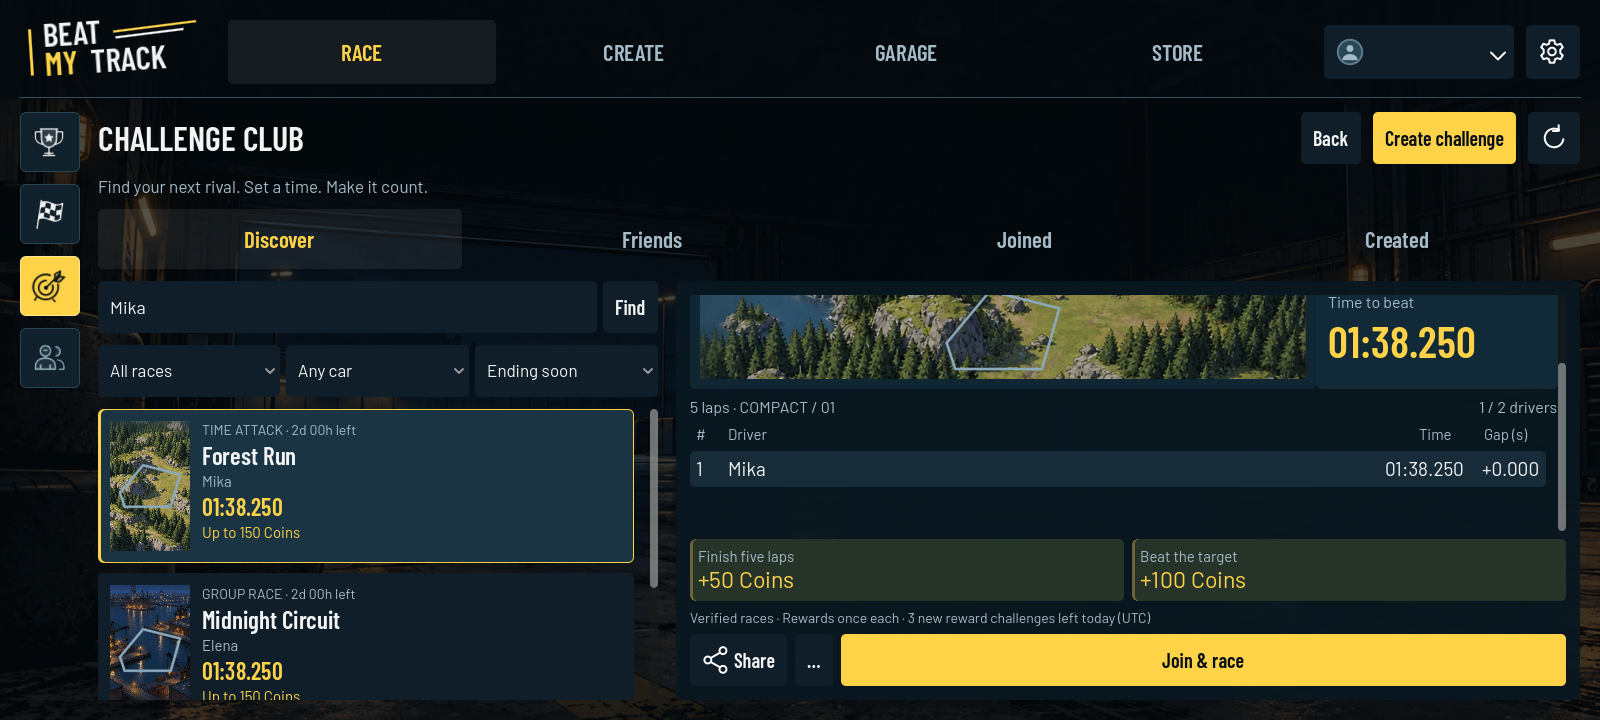 BEAT
MY TRACK
RACE
CREATE
GARAGE
STORE
CHALLENGE CLUB
Back
Create challenge
Find your next rival. Set a time. Make it count.
Discover
Friends
Joined
Created
Mika
Find
All races
Any car
Ending soon
TIME ATTACK · 2d 00h left
Forest Run
Mika
01:38.250
Up to 150 Coins
GROUP RACE · 2d 00h left
Midnight Circuit
Elena
01:38.250
Up to 150 Coins
Time to beat
01:38.250
5 laps · COMPACT / 01
1 / 2 drivers
# Driver Time Gap (s)
1 Mika 01:38.250 +0.000
Finish five laps
+50 Coins
Beat the target
+100 Coins
Verified races · Rewards once each · 3 new reward challenges left today (UTC)
Share
...
Join & race